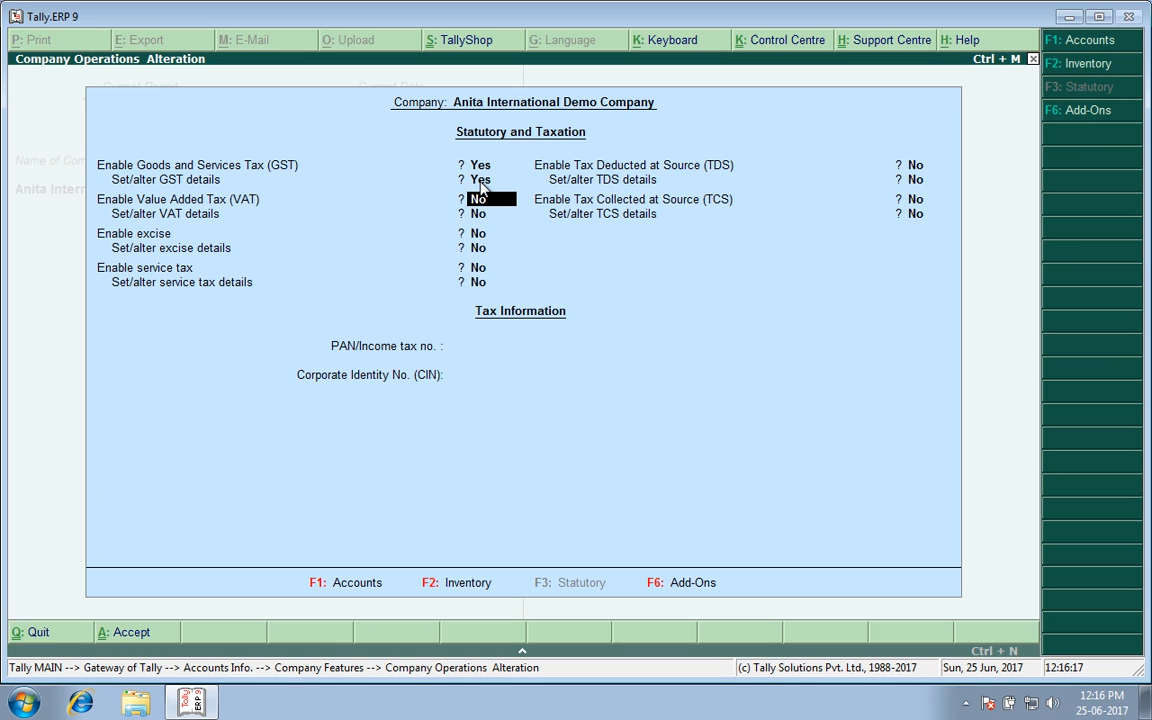 Tally.ERP 9
P: Print E: Export M: E-Mail O: Upload S: TallyShop G: Language K: Keyboard K: Control Centre H: Support Centre H: Help
Company Operations Alteration Ctrl + M
F1: Accounts
F2: Inventory
F3: Statutory
F6: Add-Ons
Company: Anita International Demo Company
Statutory and Taxation
Enable Goods and Services Tax (GST) ? Yes Enable Tax Deducted at Source (TDS) ? No
Set/alter GST details ? Yes Set/alter TDS details ? No
Enable Value Added Tax (VAT) ? No Enable Tax Collected at Source (TCS) ? No
Set/alter VAT details ? No Set/alter TCS details ? No
Enable excise ? No
Set/alter excise details ? No
Enable service tax ? No
Set/alter service tax details ? No
Tax Information
PAN/Income tax no. :
Corporate Identity No. (CIN):
F1: Accounts F2: Inventory F3: Statutory F6: Add-Ons
Q: Quit A: Accept
Ctrl + N
Tally MAIN --> Gateway of Tally --> Accounts Info. --> Company Features --> Company Operations Alteration (c) Tally Solutions Pvt. Ltd., 1988-2017 Sun, 25 Jun, 2017 12:16:17
12:16 PM
25-06-2017